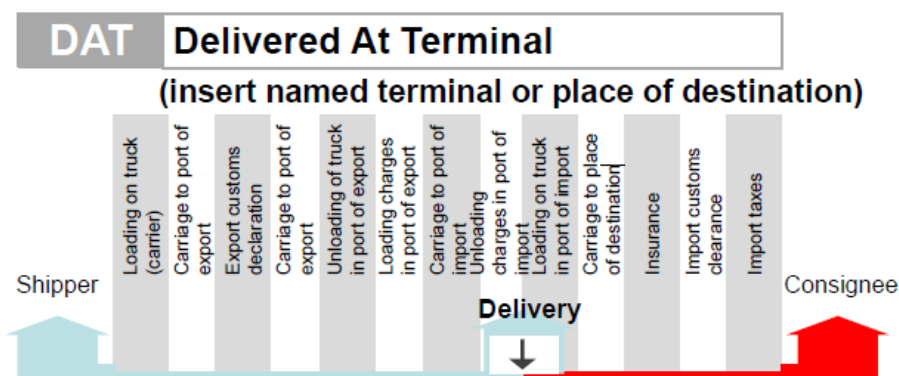 DAT Delivered At Terminal
(insert named terminal or place of destination)
Shipper
Loading on truck
(carrier)
Carriage to port of
export
Export customs
declaration
Carriage to port of
export
Unloading of truck
in port of export
Loading charges
in port of export
Carriage to port of
import
Unloading
charges in port of
import
Loading on truck
in port of import
Carriage to place
of destination
Insurance
Import customs
clearance
Import taxes
Consignee
Delivery